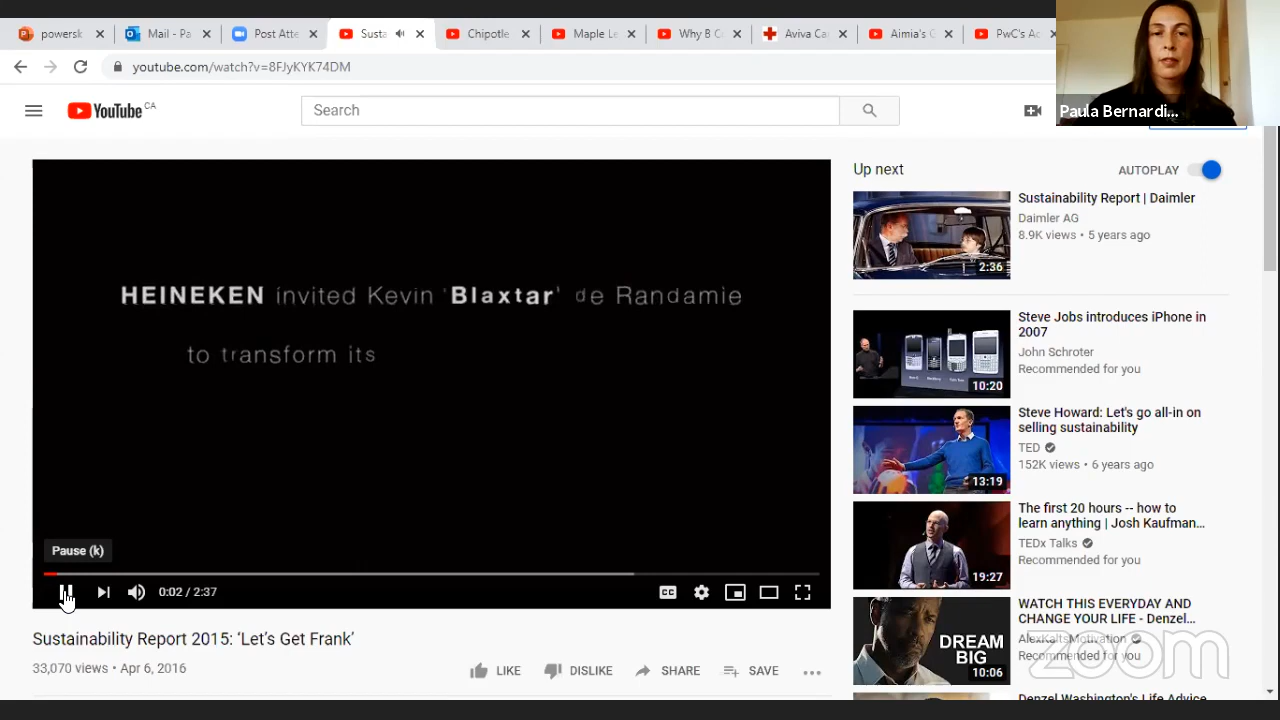 powersk
Mail - Pa
Post Atte
Susta
Chipotle
Maple Le
Why B C
Aviva Ca
Aimia's G
PwC's Ac
youtube.com/watch?v=8FJyKYK74DM
YouTube CA
Search
Paula Bernardi...
HEINEKEN invited Kevin 'Blaxtar' de Randamie
to transform its
Pause (k)
0:02 / 2:37
CC
Sustainability Report 2015: 'Let's Get Frank'
33,070 views • Apr 6, 2016
LIKE
DISLIKE
SHARE
SAVE
Up next
AUTOPLAY
2:36
Sustainability Report | Daimler
Daimler AG
8.9K views • 5 years ago
10:20
Steve Jobs introduces iPhone in
2007
John Schroter
Recommended for you
13:19
Steve Howard: Let's go all-in on
selling sustainability
TED
152K views • 6 years ago
19:27
The first 20 hours -- how to
learn anything | Josh Kaufman...
TEDx Talks
Recommended for you
DREAM
BIG
10:06
WATCH THIS EVERYDAY AND
CHANGE YOUR LIFE - Denzel...
AlexKaltsMotivation
Recommended for you
zoom
Denzel Washington's Life Advice